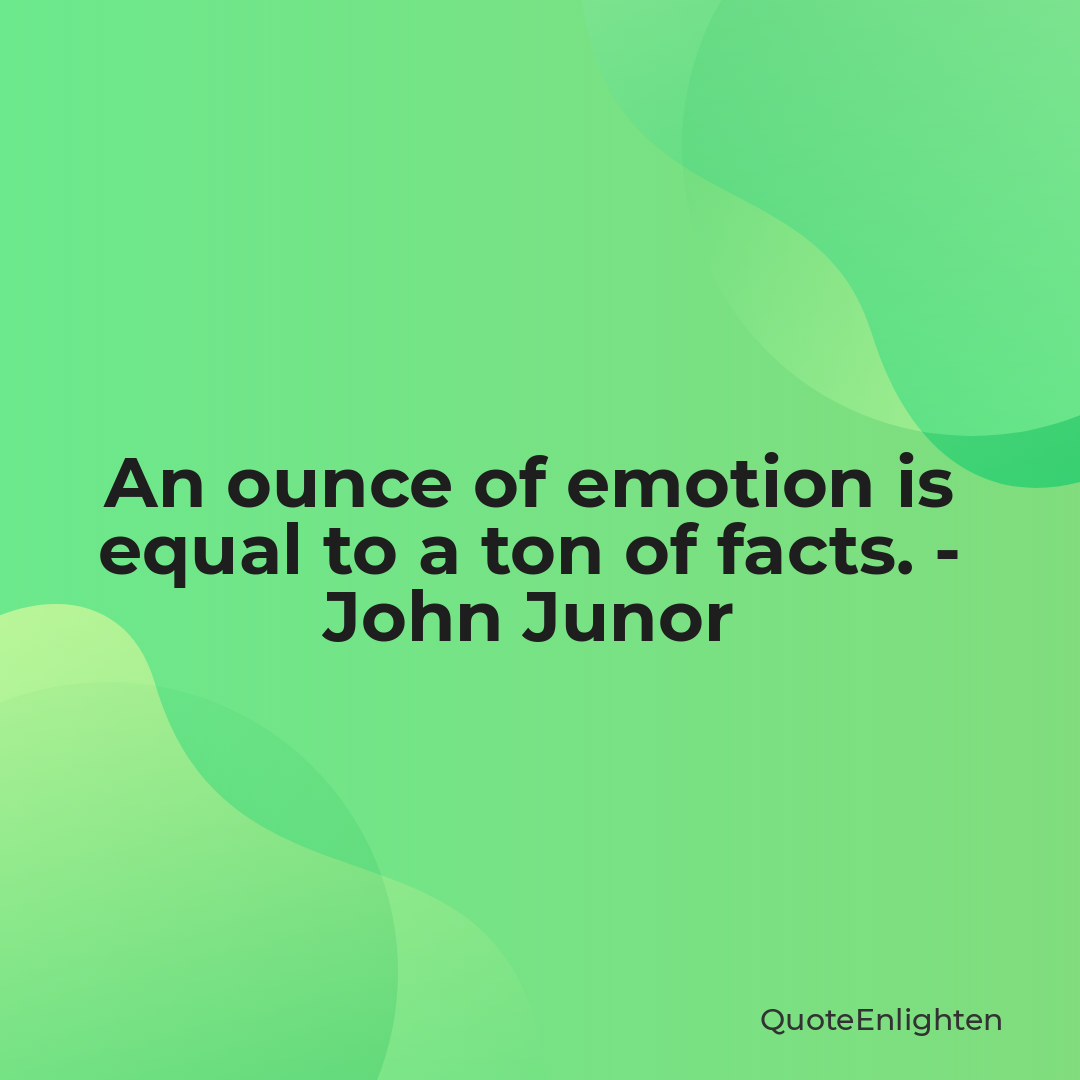 An ounce of emotion is
equal to a ton of facts. -
John Junor
QuoteEnlighten